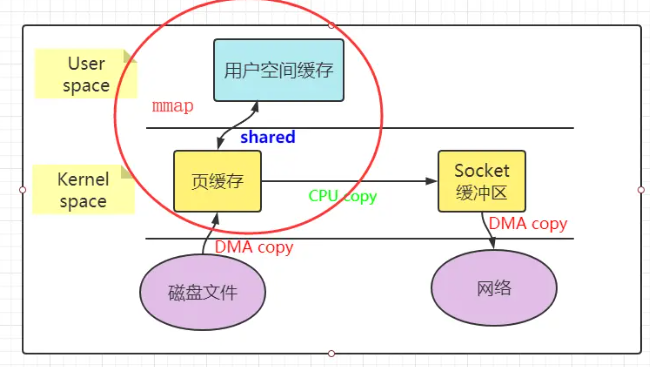 User
space
用户空间缓存
mmap
shared
Kernel
space
页缓存
CPU copy
Socket
缓冲区
DMA copy
DMA copy
磁盘文件
网络